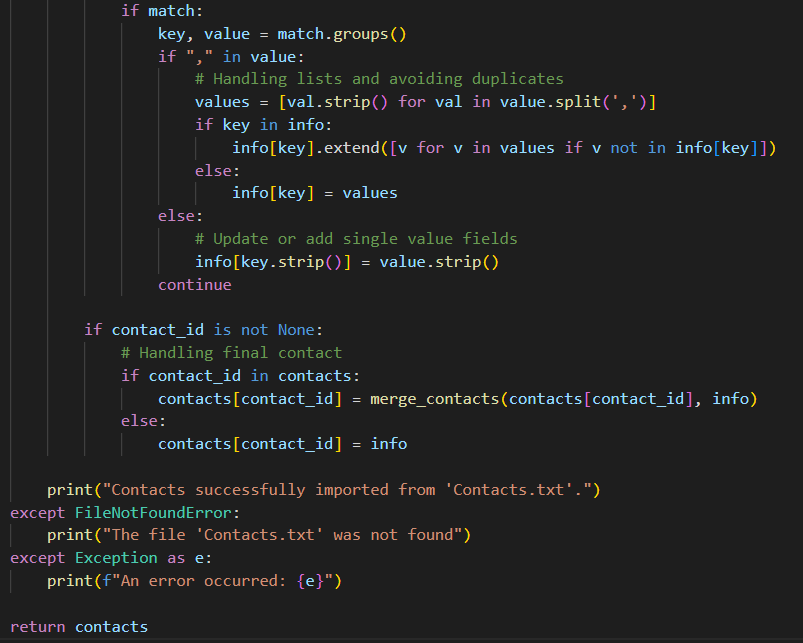 if match:
key, value = match.groups()
if "," in value:
# Handling lists and avoiding duplicates
values = [val.strip() for val in value.split(',')]
if key in info:
info[key].extend([v for v in values if v not in info[key]])
else:
info[key] = values
else:
# Update or add single value fields
info[key.strip()] = value.strip()
continue
if contact_id is not None:
# Handling final contact
if contact_id in contacts:
contacts[contact_id] = merge_contacts(contacts[contact_id], info)
else:
contacts[contact_id] = info
print("Contacts successfully imported from 'Contacts.txt'.")
except FileNotFoundError:
print("The file 'Contacts.txt' was not found")
except Exception as e:
print(f"An error occurred: {e}")
return contacts